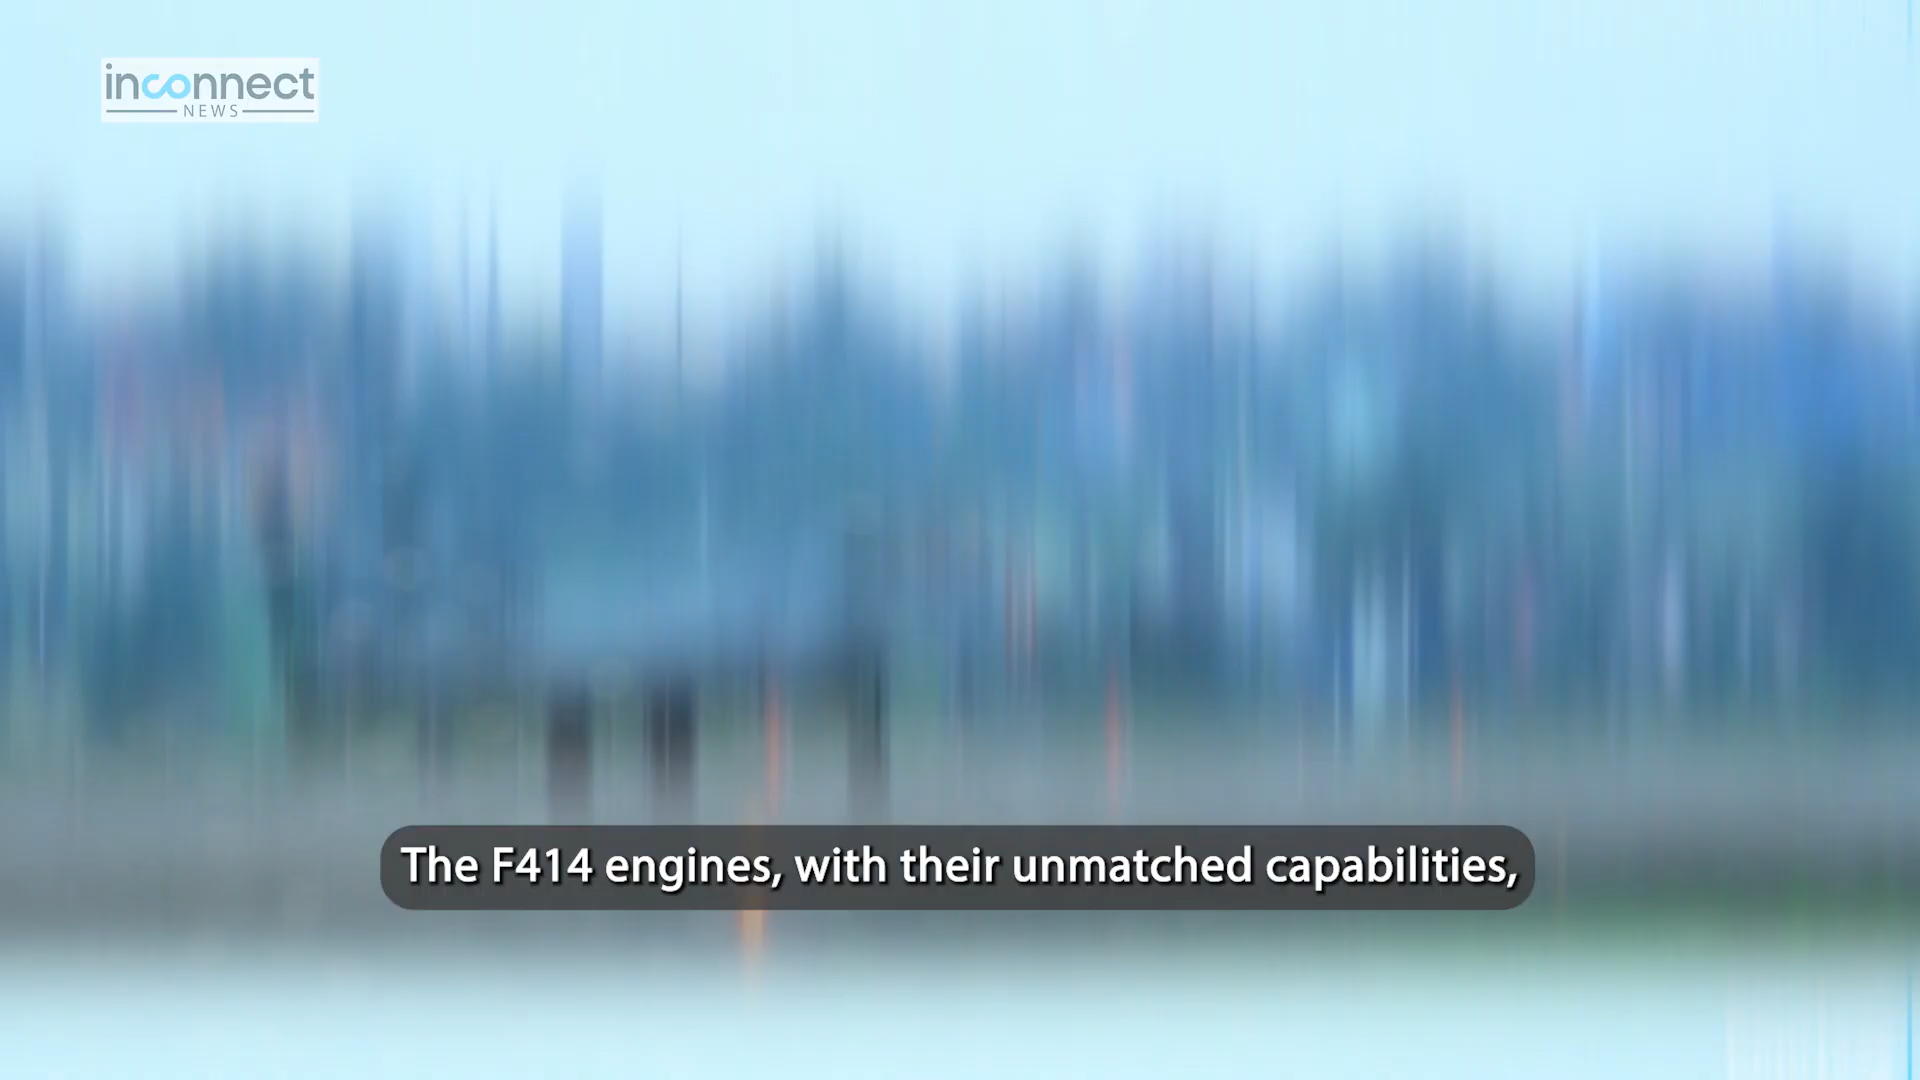 inconnect
NEWS
The F414 engines, with their unmatched capabilities,